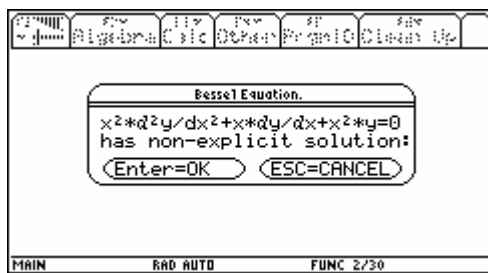 Algebra Calc Other PrgmIO Clean Up
Bessel Equation.
x²*d²y/dx²+x*dy/dx+x²*y=0
has non-explicit solution:
Enter=OK ESC=CANCEL
MAIN RAD AUTO FUNC 2/30